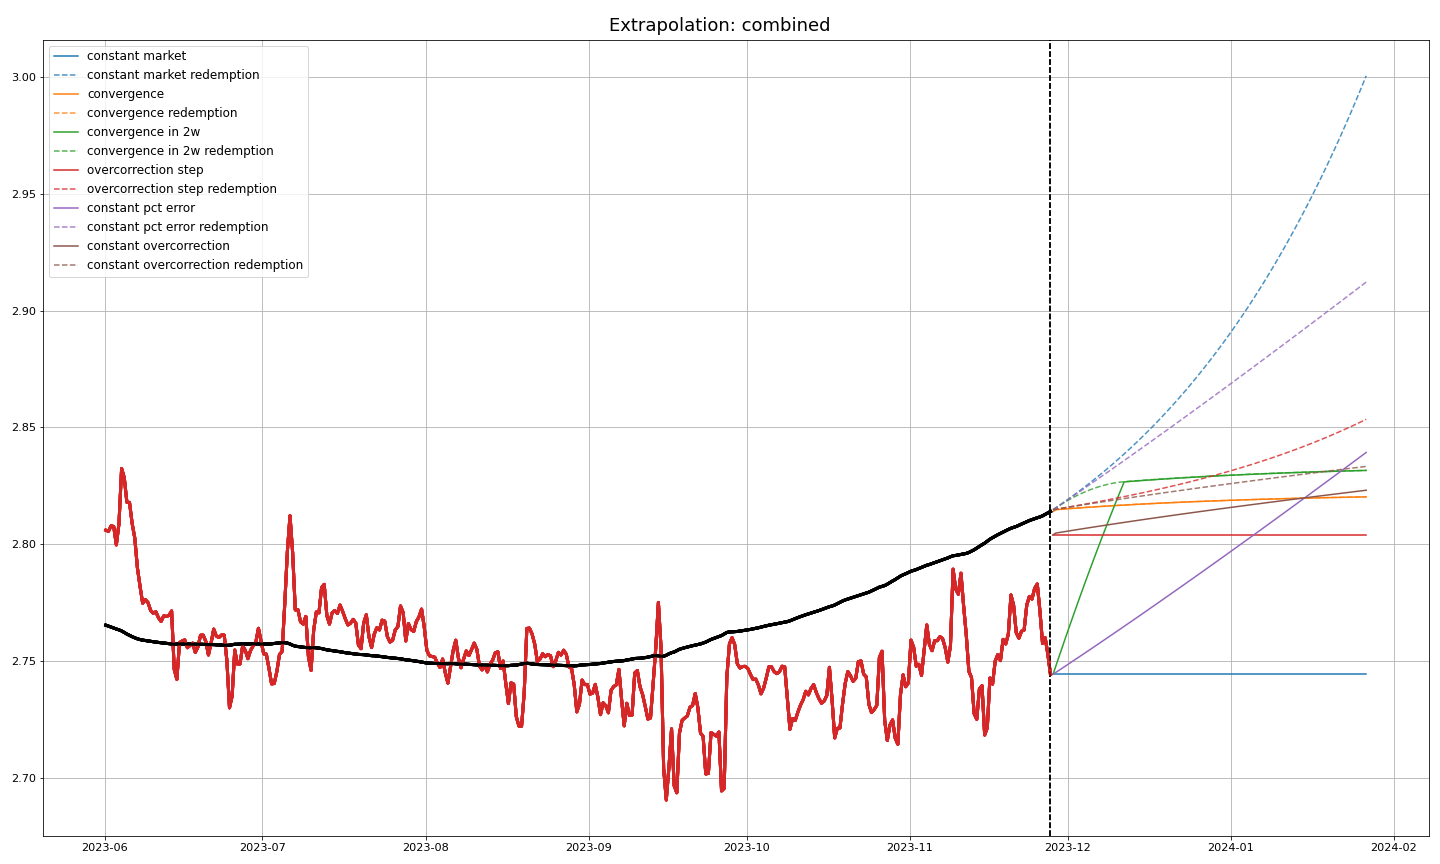 Extrapolation: combined
constant market
constant market redemption
convergence
convergence redemption
convergence in 2w
convergence in 2w redemption
overcorrection step
overcorrection step redemption
constant pct error
constant pct error redemption
constant overcorrection
constant overcorrection redemption
3.00
2.95
2.90
2.85
2.80
2.75
2.70
2023-06 2023-07 2023-08 2023-09 2023-10 2023-11 2023-12 2024-01 2024-02